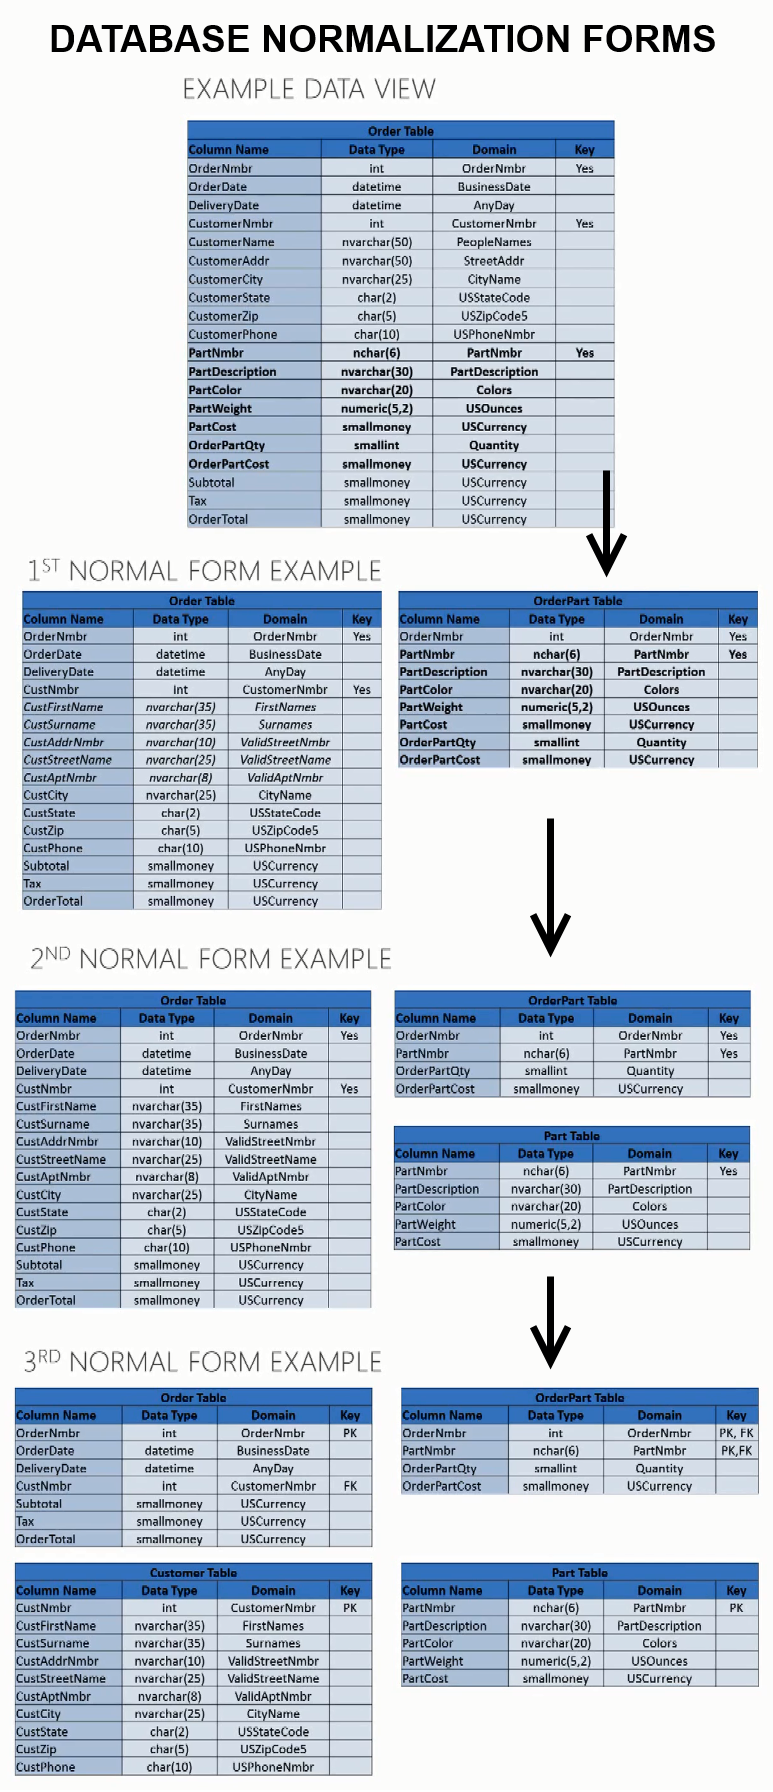 DATABASE NORMALIZATION FORMS
EXAMPLE DATA VIEW
Order Table
Column Name Data Type Domain Key
OrderNmbr int OrderNmbr Yes
OrderDate datetime BusinessDate
DeliveryDate datetime AnyDay
CustomerNmbr int CustomerNmbr Yes
CustomerName nvarchar(50) PeopleNames
CustomerAddr nvarchar(50) StreetAddr
CustomerCity nvarchar(25) CityName
CustomerState char(2) USStateCode
CustomerZip char(5) USZipCode5
CustomerPhone char(10) USPhoneNmbr
PartNmbr nchar(6) PartNmbr Yes
PartDescription nvarchar(30) PartDescription
PartColor nvarchar(20) Colors
PartWeight numeric(5,2) USOunces
PartCost smallmoney USCurrency
OrderPartQty smallint Quantity
OrderPartCost smallmoney USCurrency
Subtotal smallmoney USCurrency
Tax smallmoney USCurrency
OrderTotal smallmoney USCurrency
1ST NORMAL FORM EXAMPLE
Order Table
Column Name Data Type Domain Key
OrderNmbr int OrderNmbr Yes
OrderDate datetime BusinessDate
DeliveryDate datetime AnyDay
CustNmbr int CustomerNmbr Yes
CustFirstName nvarchar(35) FirstNames
CustSurname nvarchar(35) Surnames
CustAddrNmbr nvarchar(10) ValidStreetNmbr
CustStreetName nvarchar(25) ValidStreetName
CustAptNmbr nvarchar(8) ValidAptNmbr
CustCity nvarchar(25) CityName
CustState char(2) USStateCode
CustZip char(5) USZipCode5
CustPhone char(10) USPhoneNmbr
Subtotal smallmoney USCurrency
Tax smallmoney USCurrency
OrderTotal smallmoney USCurrency
OrderPart Table
Column Name Data Type Domain Key
OrderNmbr int OrderNmbr Yes
PartNmbr nchar(6) PartNmbr Yes
PartDescription nvarchar(30) PartDescription
PartColor nvarchar(20) Colors
PartWeight numeric(5,2) USOunces
PartCost smallmoney USCurrency
OrderPartQty smallint Quantity
OrderPartCost smallmoney USCurrency
2ND NORMAL FORM EXAMPLE
Order Table
Column Name Data Type Domain Key
OrderNmbr int OrderNmbr Yes
OrderDate datetime BusinessDate
DeliveryDate datetime AnyDay
CustNmbr int CustomerNmbr Yes
CustFirstName nvarchar(35) FirstNames
CustSurname nvarchar(35) Surnames
CustAddrNmbr nvarchar(10) ValidStreetNmbr
CustStreetName nvarchar(25) ValidStreetName
CustAptNmbr nvarchar(8) ValidAptNmbr
CustCity nvarchar(25) CityName
CustState char(2) USStateCode
CustZip char(5) USZipCode5
CustPhone char(10) USPhoneNmbr
Subtotal smallmoney USCurrency
Tax smallmoney USCurrency
OrderTotal smallmoney USCurrency
OrderPart Table
Column Name Data Type Domain Key
OrderNmbr int OrderNmbr Yes
PartNmbr nchar(6) PartNmbr Yes
OrderPartQty smallint Quantity
OrderPartCost smallmoney USCurrency
Part Table
Column Name Data Type Domain Key
PartNmbr nchar(6) PartNmbr Yes
PartDescription nvarchar(30) PartDescription
PartColor nvarchar(20) Colors
PartWeight numeric(5,2) USOunces
PartCost smallmoney USCurrency
3RD NORMAL FORM EXAMPLE
Order Table
Column Name Data Type Domain Key
OrderNmbr int OrderNmbr PK
OrderDate datetime BusinessDate
DeliveryDate datetime AnyDay
CustNmbr int CustomerNmbr FK
Subtotal smallmoney USCurrency
Tax smallmoney USCurrency
OrderTotal smallmoney USCurrency
OrderPart Table
Column Name Data Type Domain Key
OrderNmbr int OrderNmbr PK, FK
PartNmbr nchar(6) PartNmbr PK,FK
OrderPartQty smallint Quantity
OrderPartCost smallmoney USCurrency
Customer Table
Column Name Data Type Domain Key
CustNmbr int CustomerNmbr PK
CustFirstName nvarchar(35) FirstNames
CustSurname nvarchar(35) Surnames
CustAddrNmbr nvarchar(10) ValidStreetNmbr
CustStreetName nvarchar(25) ValidStreetName
CustAptNmbr nvarchar(8) ValidAptNmbr
CustCity nvarchar(25) CityName
CustState char(2) USStateCode
CustZip char(5) USZipCode5
CustPhone char(10) USPhoneNmbr
Part Table
Column Name Data Type Domain Key
PartNmbr nchar(6) PartNmbr PK
PartDescription nvarchar(30) PartDescription
PartColor nvarchar(20) Colors
PartWeight numeric(5,2) USOunces
PartCost smallmoney USCurrency